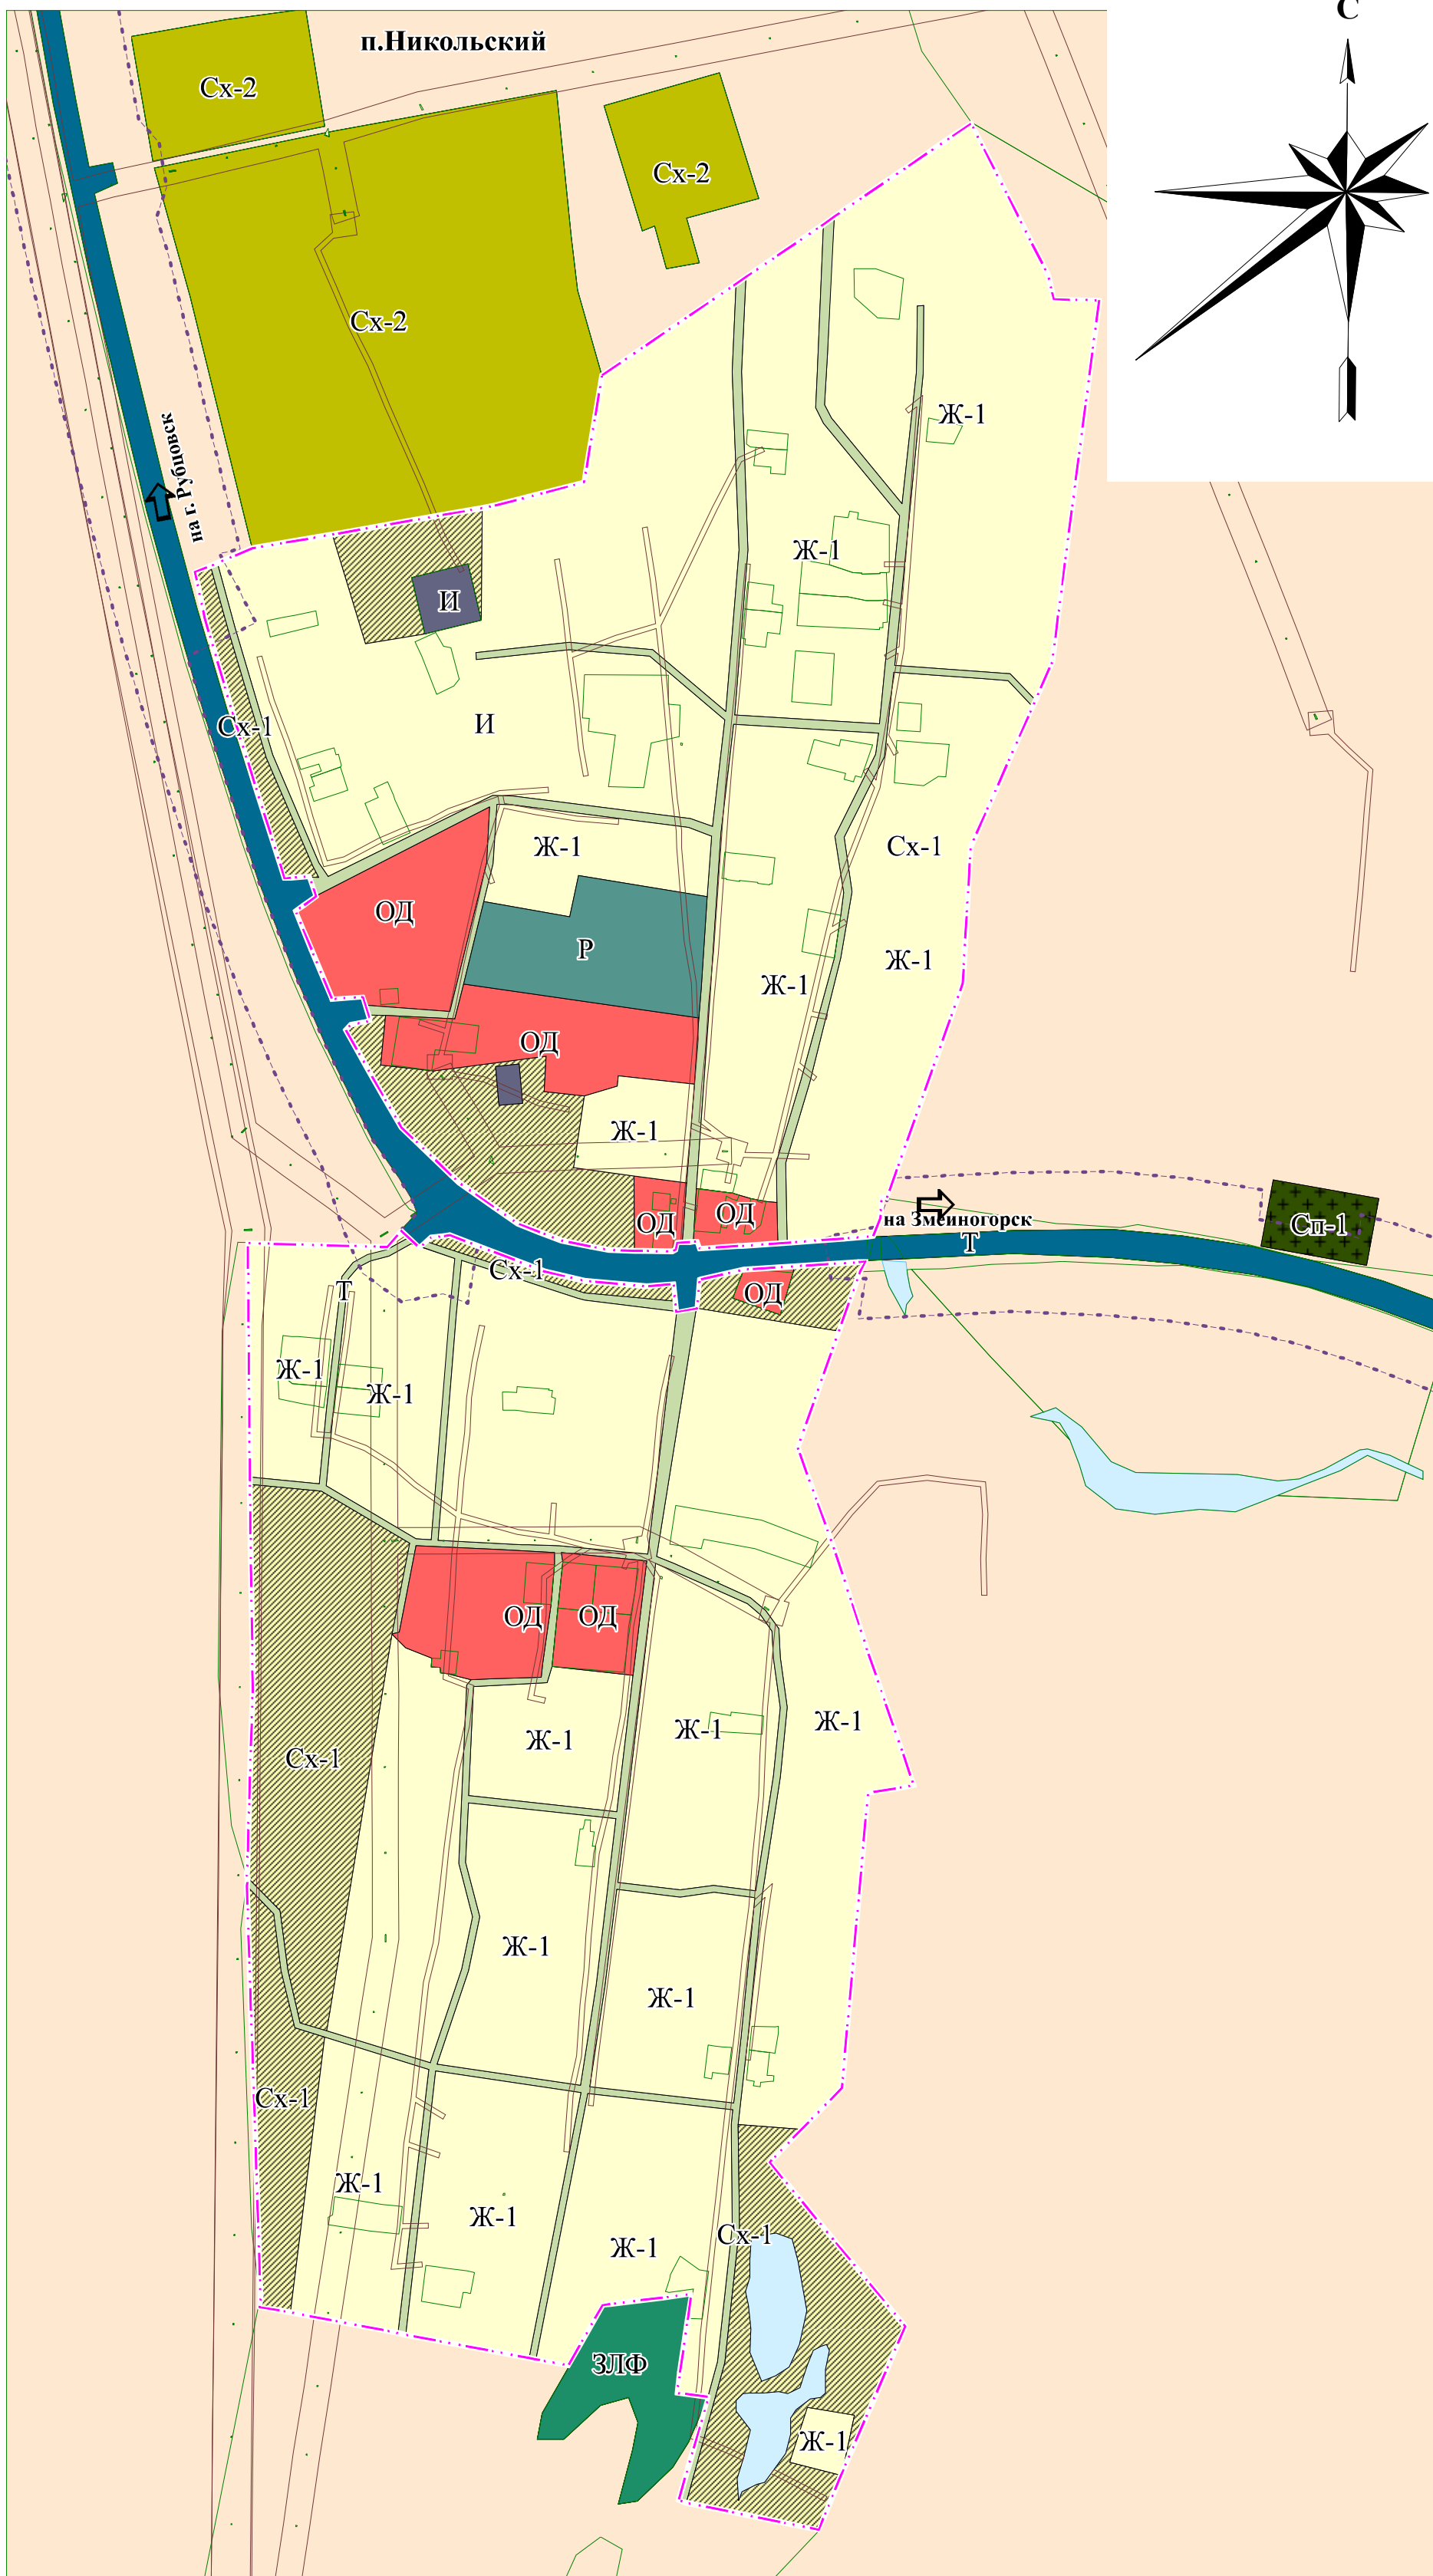 С
п.Никольский
Сх-2
Сх-2
Сх-2
на г. Рубцовск
Ж-1
Ж-1
И
Сх-1
И
Ж-1
Сх-1
ОД
Р
Ж-1
Ж-1
ОД
Ж-1
ОД
ОД
на Змеиногорск
Сп-1
Т
Сх-1
Т
ОД
Ж-1
Ж-1
ОД
ОД
Ж-1
Ж-1
Ж-1
Сх-1
Ж-1
Ж-1
Сх-1
Ж-1
Ж-1
Ж-1
Сх-1
ЗЛФ
Ж-1